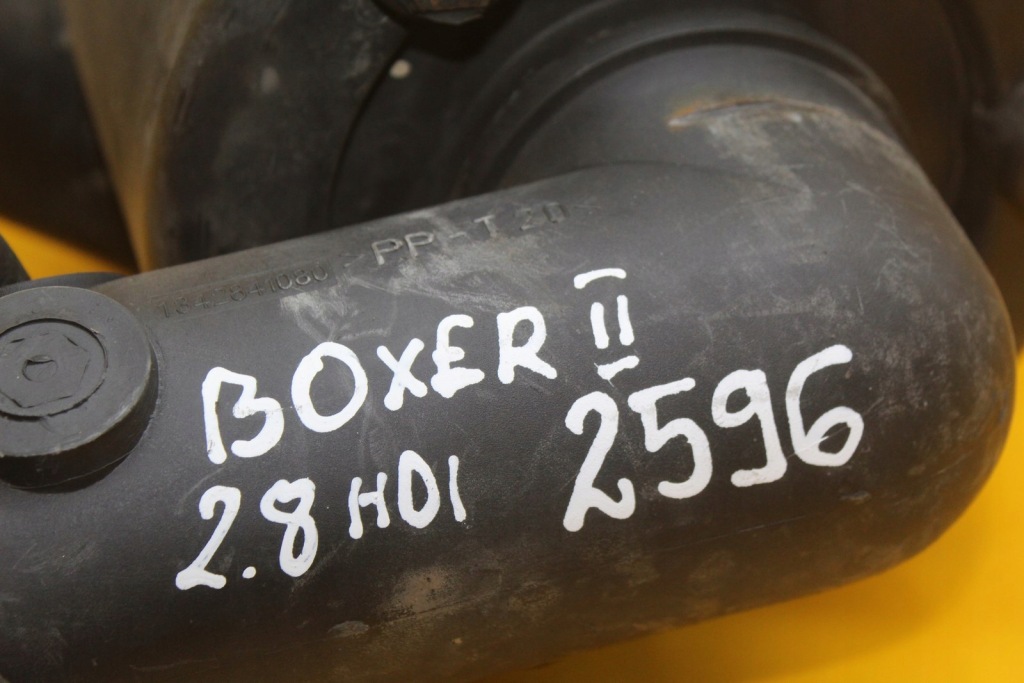 >PP-T20<
BOXER II
2.8 HDI 2596